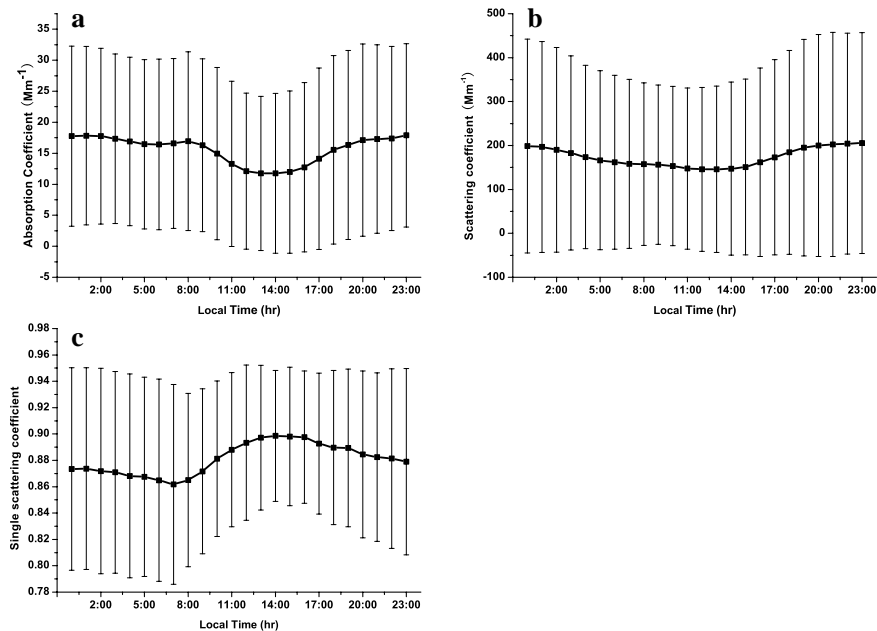 a
Absorption Coefficient (Mm-1)
35
30
25
20
15
10
5
0
-5
2:00 5:00 8:00 11:00 14:00 17:00 20:00 23:00
Local Time (hr)
b
Scattering coefficient (Mm-1)
500
400
300
200
100
0
-100
2:00 5:00 8:00 11:00 14:00 17:00 20:00 23:00
Local Time (hr)
c
Single scattering coefficient
0.98
0.96
0.94
0.92
0.90
0.88
0.86
0.84
0.82
0.80
0.78
2:00 5:00 8:00 11:00 14:00 17:00 20:00 23:00
Local Time (hr)